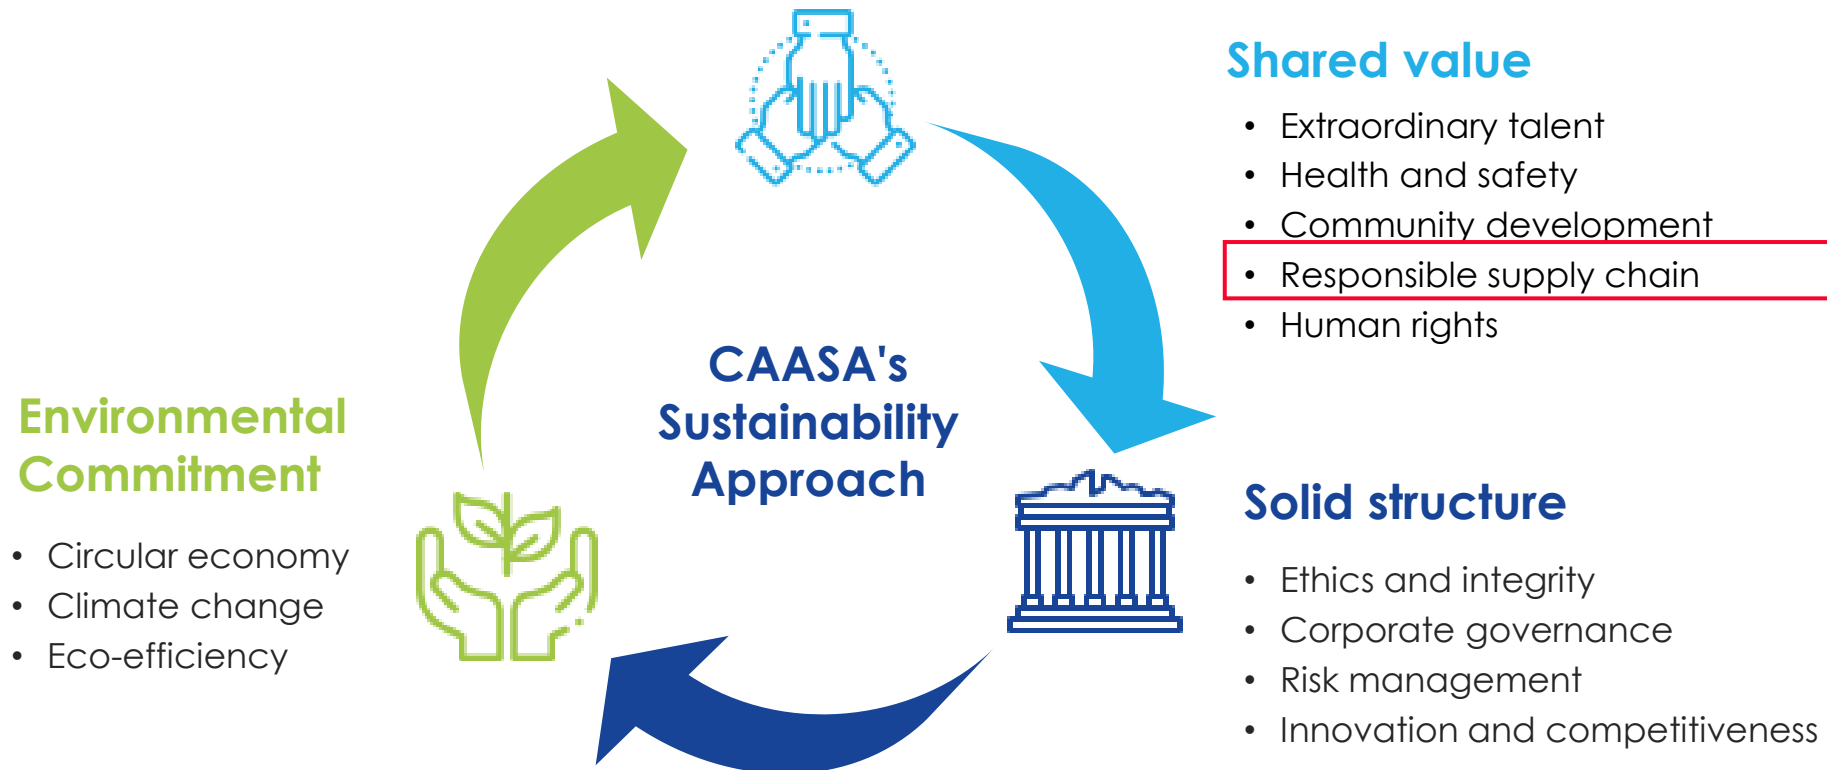 Shared value
• Extraordinary talent
• Health and safety
• Community development
• Responsible supply chain
• Human rights
CAASA's
Sustainability
Approach
Environmental
Commitment
• Circular economy
• Climate change
• Eco-efficiency
Solid structure
• Ethics and integrity
• Corporate governance
• Risk management
• Innovation and competitiveness